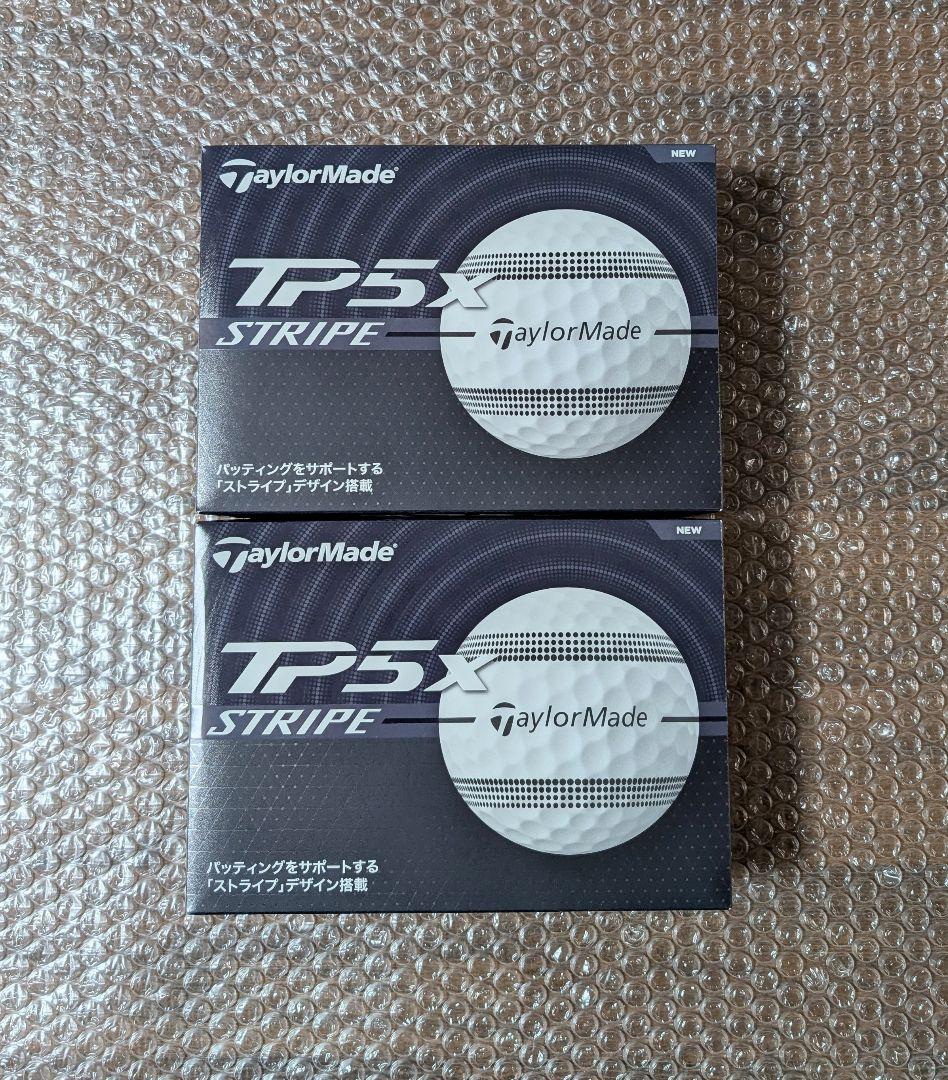 TaylorMade
NEW
TP5x
STRIPE
TaylorMade
パッティングをサポートする
「ストライプ」デザイン搭載
TaylorMade
NEW
TP5x
STRIPE
TaylorMade
パッティングをサポートする
「ストライプ」デザイン搭載